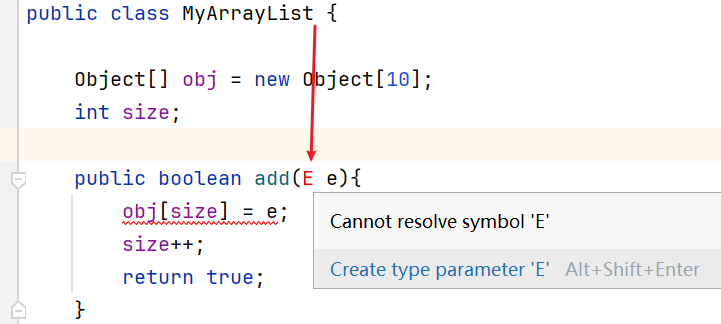 public class MyArrayList {
Object[] obj = new Object[10];
int size;
public boolean add(E e){
obj[size] = e;
size++;
return true;
}
Cannot resolve symbol 'E'
Create type parameter 'E' Alt+Shift+Enter